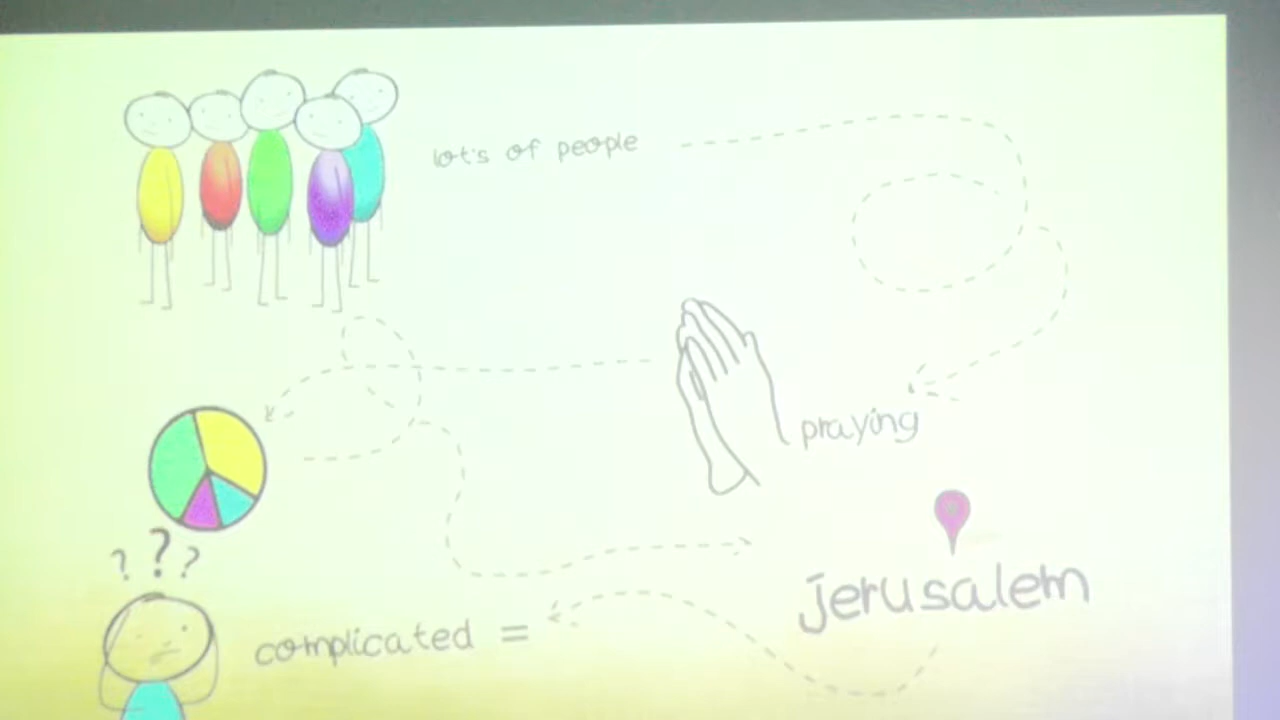 lot's of people
praying
jerusalem
? ? ?
complicated =